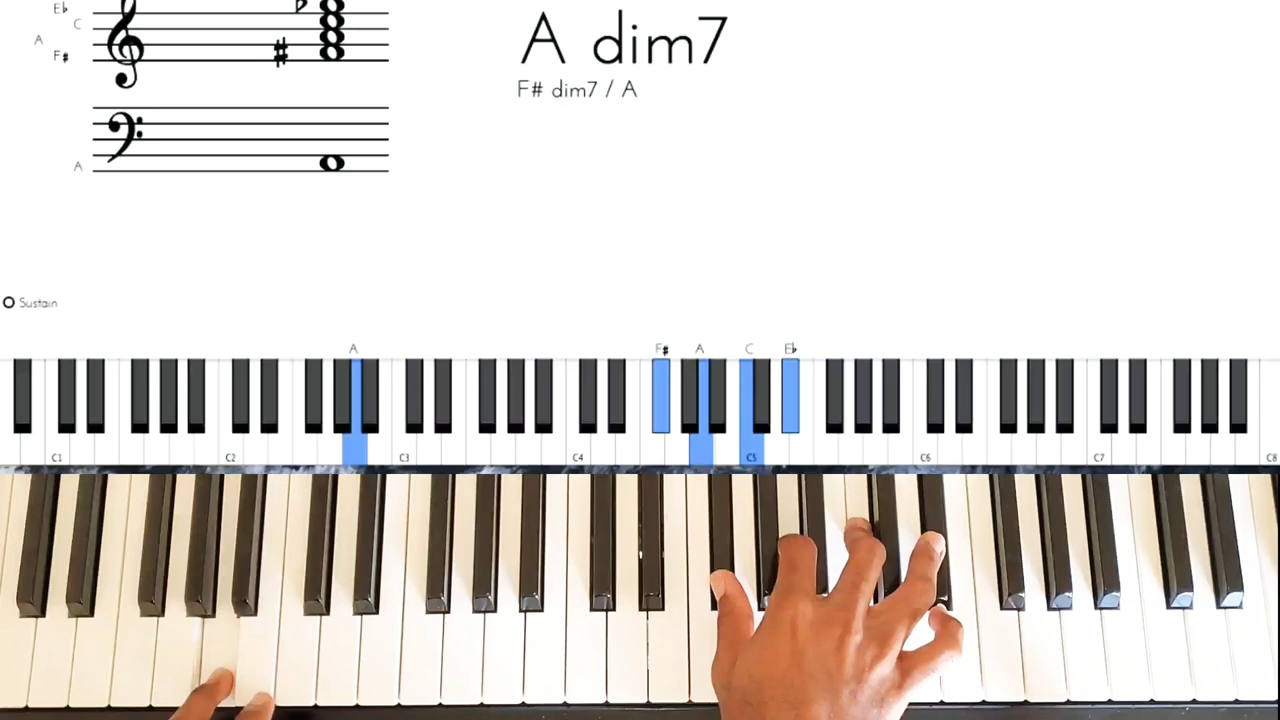 E♭
C
A
F#
A dim7
F# dim7 / A
A
Sustain
A F# A C E♭
C1 C2 C3 C4 C5 C6 C7 C8